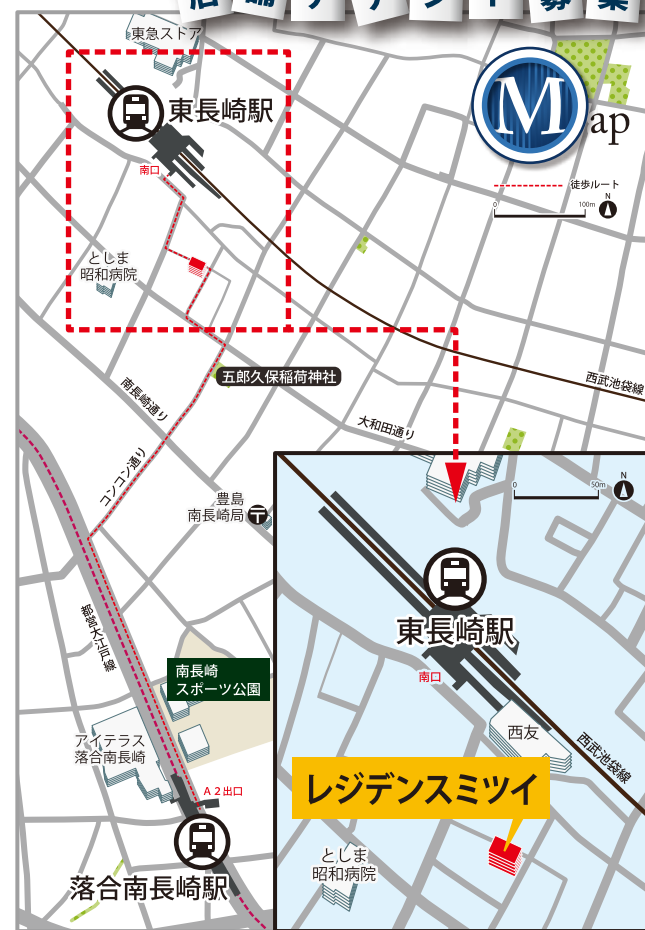 店舗テナント募集
東急ストア
Map
東長崎駅
徒歩ルート
0 100m N
南口
としま
昭和病院
西武池袋線
五郎久保稲荷神社
南長崎通り
大和田通り
コンコン通り
豊島
南長崎局
都営大江戸線
南長崎
スポーツ公園
アイテラス
落合南長崎
A2出口
落合南長崎駅
0 50m N
東長崎駅
南口
西友
西武池袋線
レジデンスミツイ
としま
昭和病院